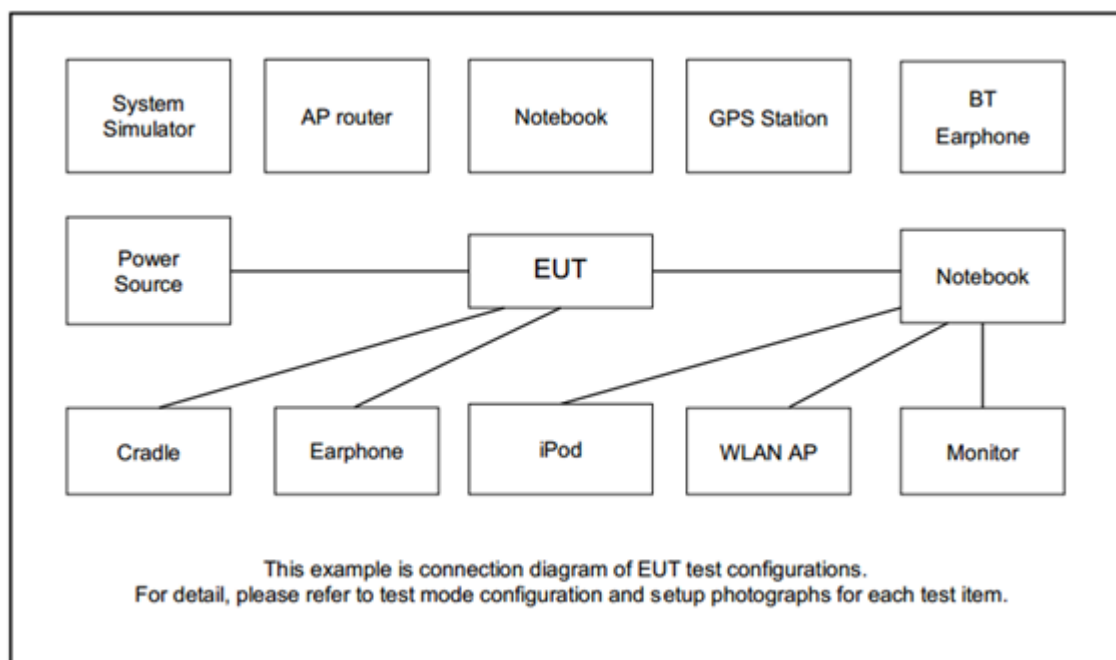 System
Simulator
AP router
Notebook
GPS Station
BT
Earphone
Power
Source
EUT
Notebook
Cradle
Earphone
iPod
WLAN AP
Monitor
This example is connection diagram of EUT test configurations.
For detail, please refer to test mode configuration and setup photographs for each test item.